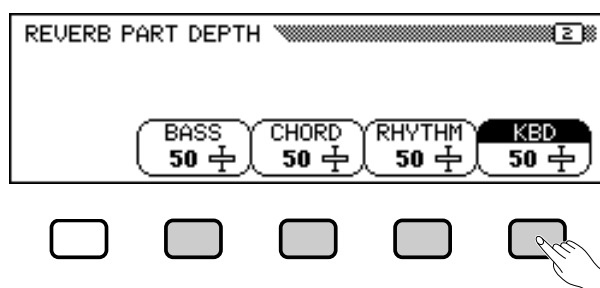 REVERB PART DEPTH 2
BASS CHORD RHYTHM KBD
50 50 50 50